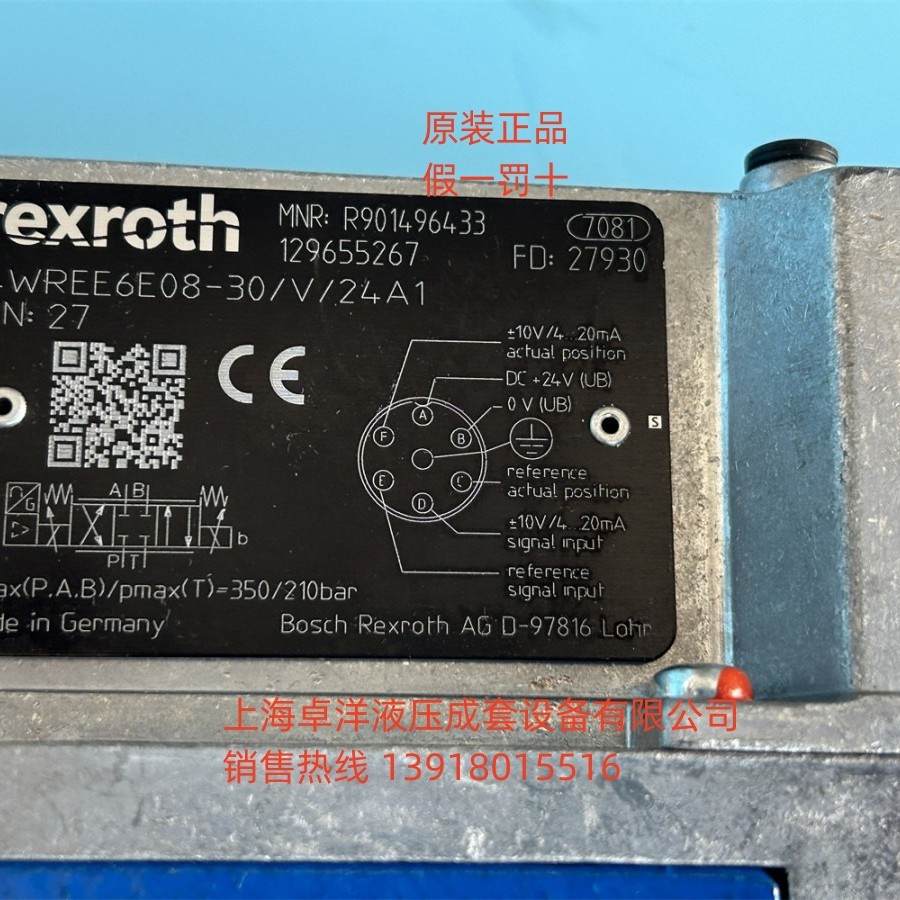 原装正品
假一罚十
rexroth
MNR: R901496433
129655267
7081
FD: 27930
4WREE6E08-30/V/24A1
N: 27
CE
±10V/4...20mA
actual position
DC +24V (UB)
0 V (UB)
A
F
B
E
C
D
reference
actual position
±10V/4...20mA
signal input
reference
signal input
S
G
A B
b
P T
ax(P.A.B)/pmax(T)=350/210bar
de in Germany
Bosch Rexroth AG D-97816 Lohr
上海卓洋液压成套设备有限公司
销售热线 13918015516